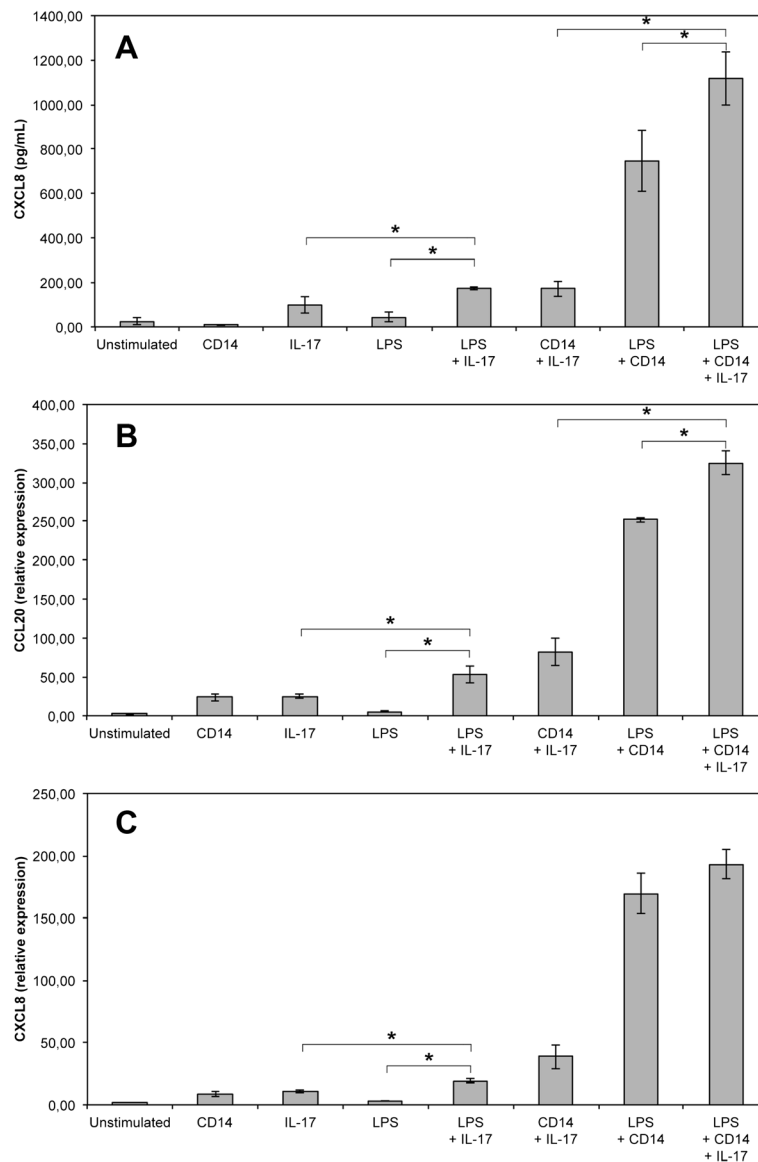 A
CXCL8 (pg/mL)
1400,00
1200,00
1000,00
800,00
600,00
400,00
200,00
0,00
*
*
*
*
Unstimulated CD14 IL-17 LPS LPS CD14 LPS LPS
+ IL-17 + IL-17 + CD14 + CD14
+ IL-17
B
CCL20 (relative expression)
400,00
350,00
300,00
250,00
200,00
150,00
100,00
50,00
0,00
*
*
*
*
Unstimulated CD14 IL-17 LPS LPS CD14 LPS LPS
+ IL-17 + IL-17 + CD14 + CD14
+ IL-17
C
CXCL8 (relative expression)
250,00
200,00
150,00
100,00
50,00
0,00
*
*
Unstimulated CD14 IL-17 LPS LPS CD14 LPS LPS
+ IL-17 + IL-17 + CD14 + CD14
+ IL-17